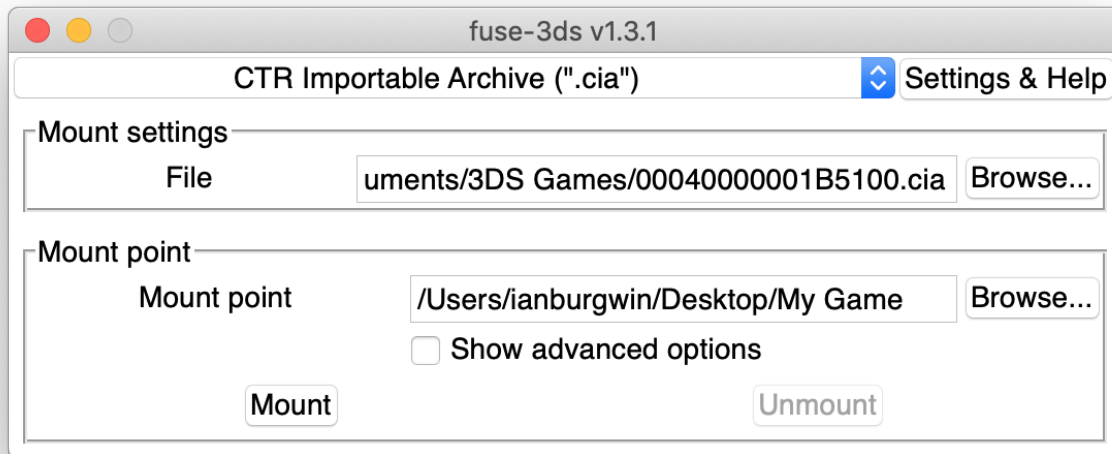 fuse-3ds v1.3.1
CTR Importable Archive (".cia")
Settings & Help
Mount settings
File
uments/3DS Games/00040000001B5100.cia
Browse...
Mount point
Mount point
/Users/ianburgwin/Desktop/My Game
Browse...
Show advanced options
Mount
Unmount